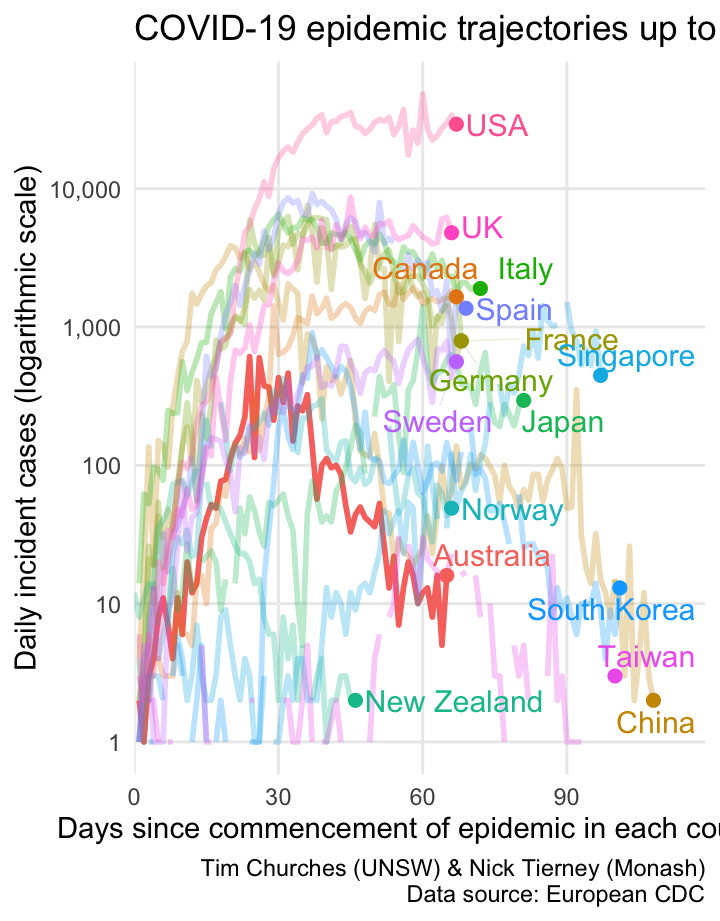 COVID-19 epidemic trajectories up to
Daily incident cases (logarithmic scale)
10,000
1,000
100
10
1
USA
UK
Canada
Italy
Spain
France
Singapore
Germany
Sweden
Japan
Norway
Australia
South Korea
Taiwan
New Zealand
China
0
30
60
90
Days since commencement of epidemic in each cou
Tim Churches (UNSW) & Nick Tierney (Monash)
Data source: European CDC